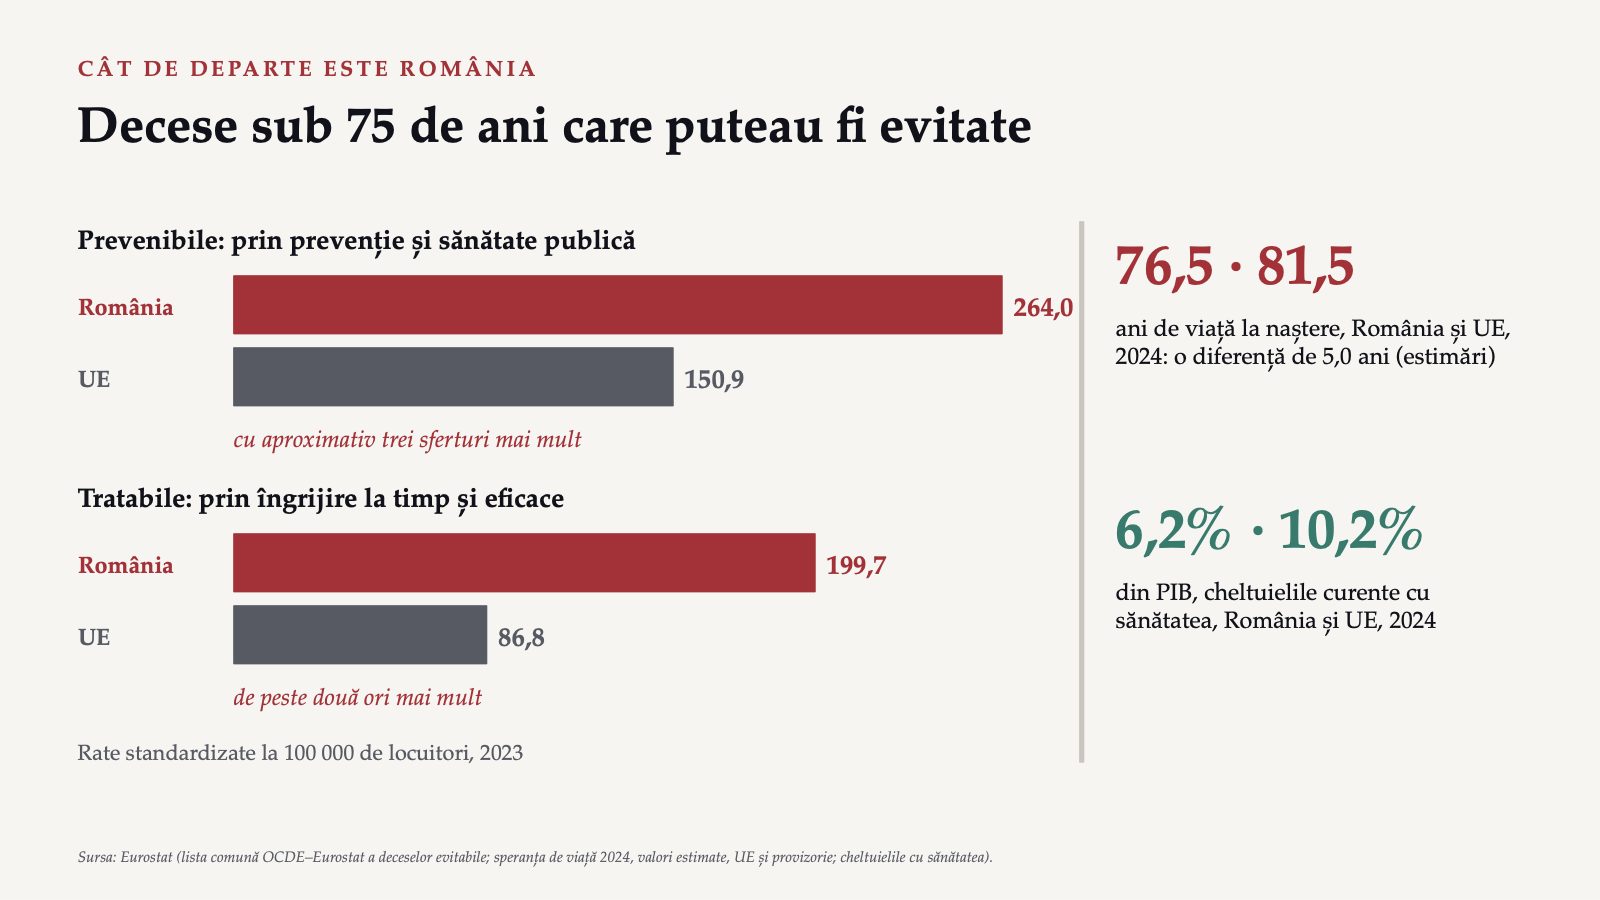 CÂT DE DEPARTE ESTE ROMÂNIA
Decese sub 75 de ani care puteau fi evitate
Prevenibile: prin prevenție și sănătate publică
România
264,0
UE
150,9
cu aproximativ trei sferturi mai mult
Tratabile: prin îngrijire la timp și eficace
România
199,7
UE
86,8
de peste două ori mai mult
Rate standardizate la 100 000 de locuitori, 2023
76,5 · 81,5
ani de viață la naștere, România și UE,
2024: o diferență de 5,0 ani (estimări)
6,2% · 10,2%
din PIB, cheltuielile curente cu
sănătatea, România și UE, 2024
Sursa: Eurostat (lista comună OCDE–Eurostat a deceselor evitabile; speranța de viață 2024, valori estimate, UE și provizorie; cheltuielile cu sănătatea).